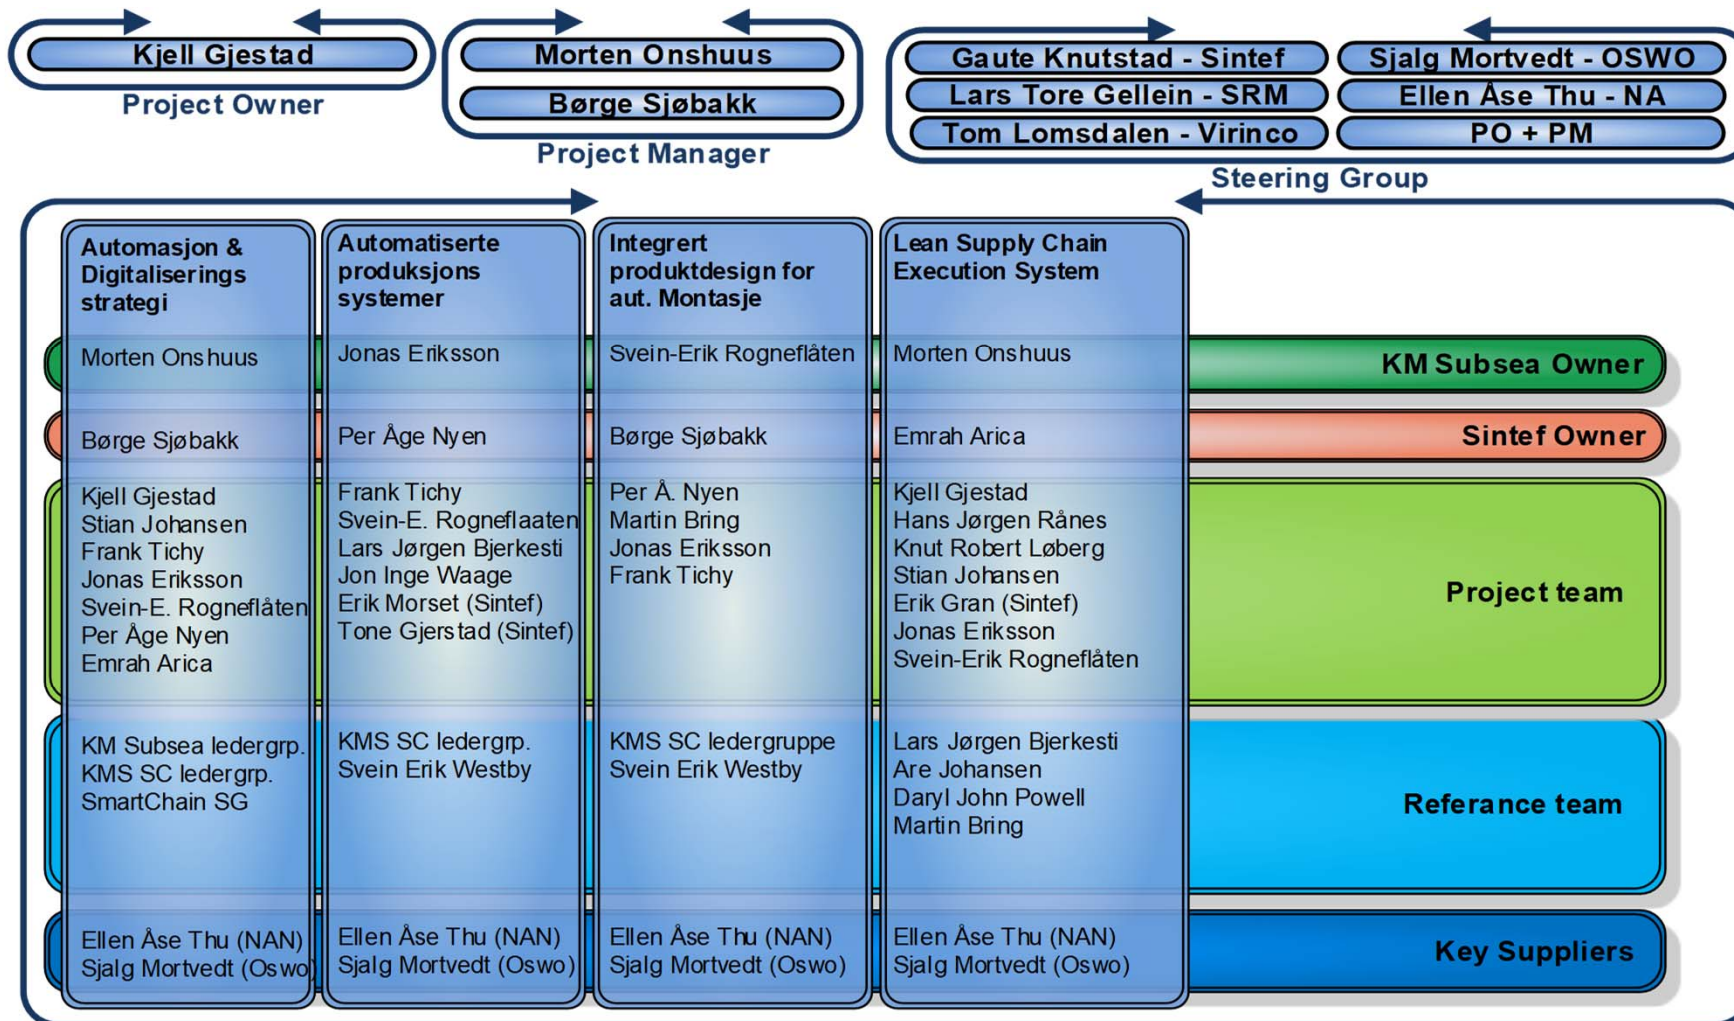 Kjell Gjestad
Project Owner
Morten Onshuus
Børge Sjøbakk
Project Manager
Gaute Knutstad - Sintef
Sjalg Mortvedt - OSWO
Lars Tore Gellein - SRM
Ellen Åse Thu - NA
Tom Lomsdalen - Virinco
PO + PM
Steering Group
Automasjon &
Digitaliserings
strategi
Automatiserte
produksjons
systemer
Integrert
produktdesign for
aut. Montasje
Lean Supply Chain
Execution System
Morten Onshuus
Jonas Eriksson
Svein-Erik Rogneflåten
Morten Onshuus
KM Subsea Owner
Børge Sjøbakk
Per Åge Nyen
Børge Sjøbakk
Emrah Arica
Sintef Owner
Kjell Gjestad
Stian Johansen
Frank Tichy
Jonas Eriksson
Svein-E. Rogneflåten
Per Åge Nyen
Emrah Arica
Frank Tichy
Svein-E. Rogneflaaten
Lars Jørgen Bjerkesti
Jon Inge Waage
Erik Morset (Sintef)
Tone Gjerstad (Sintef)
Per Å. Nyen
Martin Bring
Jonas Eriksson
Frank Tichy
Kjell Gjestad
Hans Jørgen Rånes
Knut Robert Løberg
Stian Johansen
Erik Gran (Sintef)
Jonas Eriksson
Svein-Erik Rogneflåten
Project team
KM Subsea ledergrp.
KMS SC ledergrp.
SmartChain SG
KMS SC ledergrp.
Svein Erik Westby
KMS SC ledergruppe
Svein Erik Westby
Lars Jørgen Bjerkesti
Are Johansen
Daryl John Powell
Martin Bring
Referance team
Ellen Åse Thu (NAN)
Sjalg Mortvedt (Oswo)
Ellen Åse Thu (NAN)
Sjalg Mortvedt (Oswo)
Ellen Åse Thu (NAN)
Sjalg Mortvedt (Oswo)
Ellen Åse Thu (NAN)
Sjalg Mortvedt (Oswo)
Key Suppliers